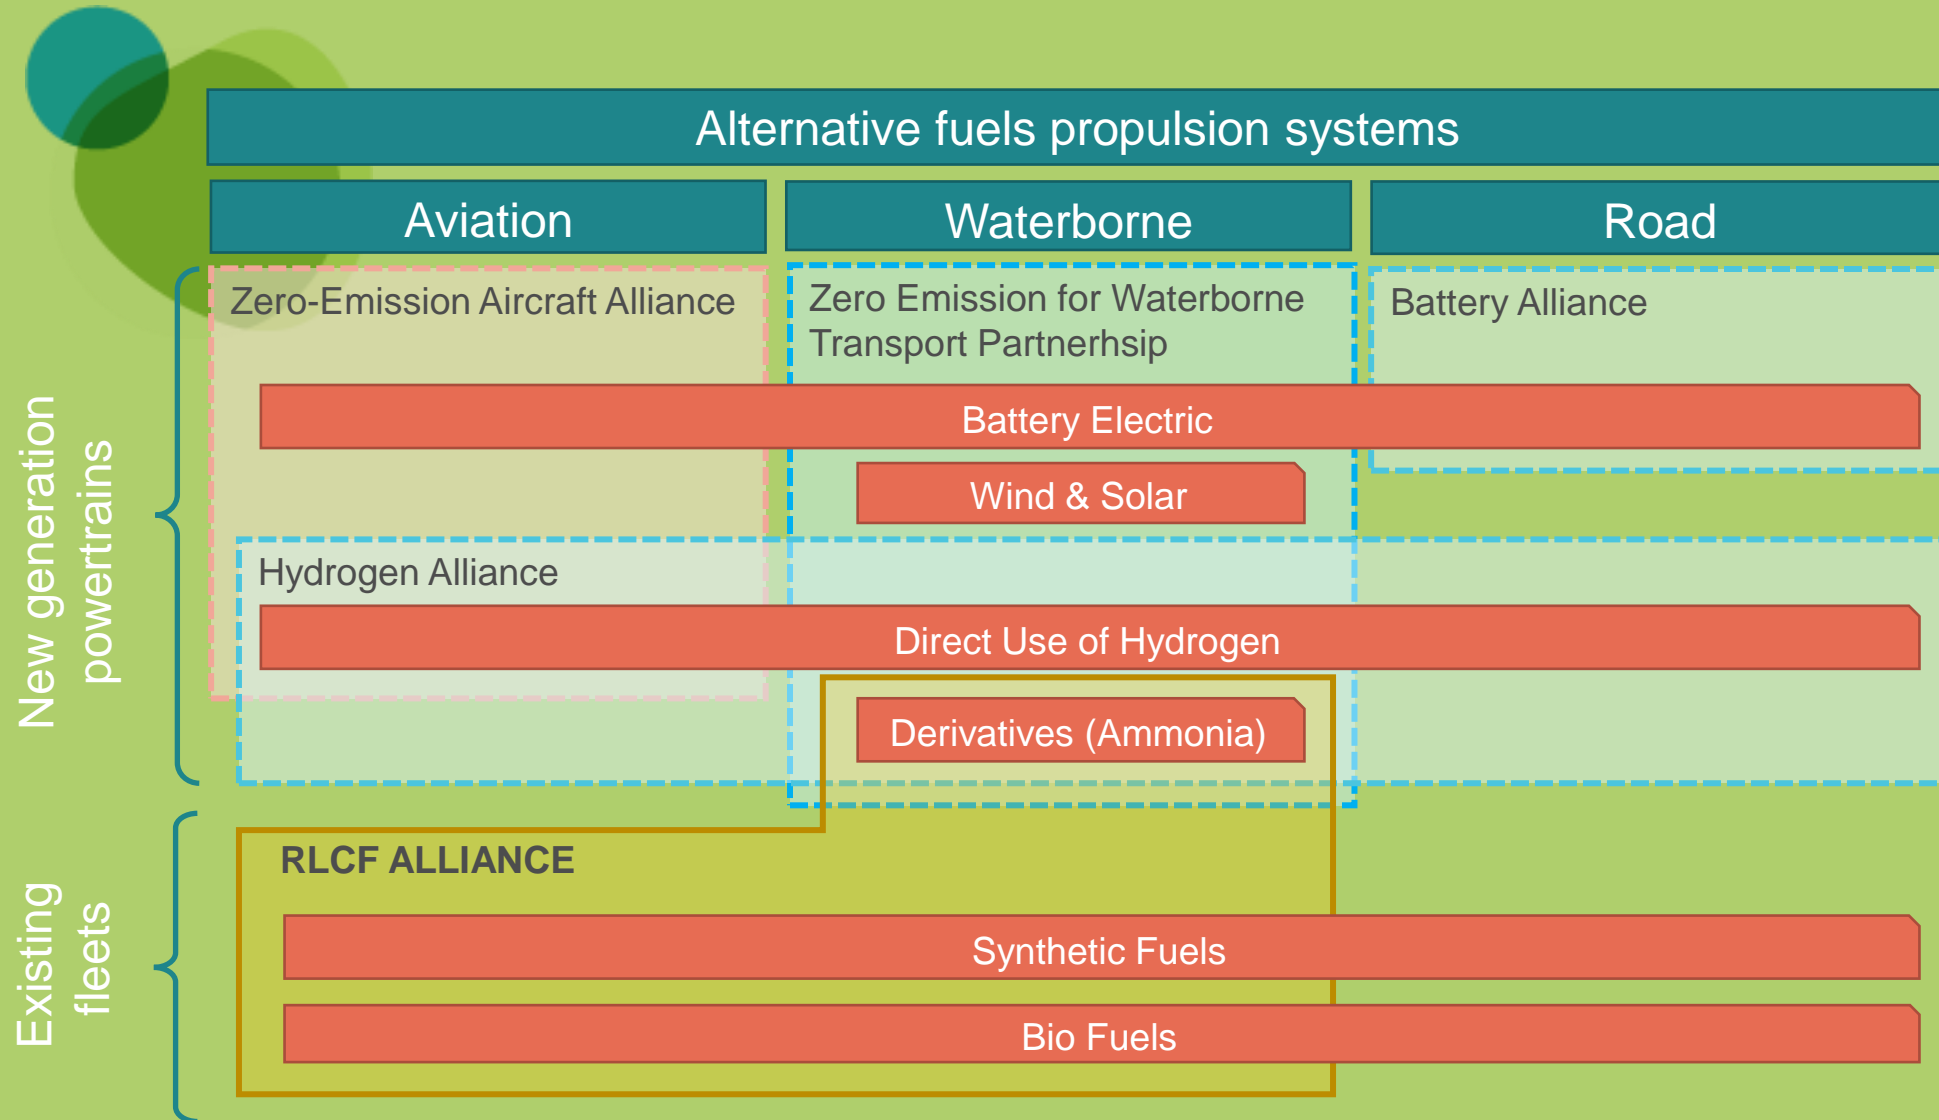 Alternative fuels propulsion systems
Aviation
Waterborne
Road
New generation
powertrains
Zero-Emission Aircraft Alliance
Zero Emission for Waterborne
Transport Partnerhsip
Battery Alliance
Battery Electric
Wind & Solar
Hydrogen Alliance
Direct Use of Hydrogen
Derivatives (Ammonia)
Existing
fleets
RLCF ALLIANCE
Synthetic Fuels
Bio Fuels